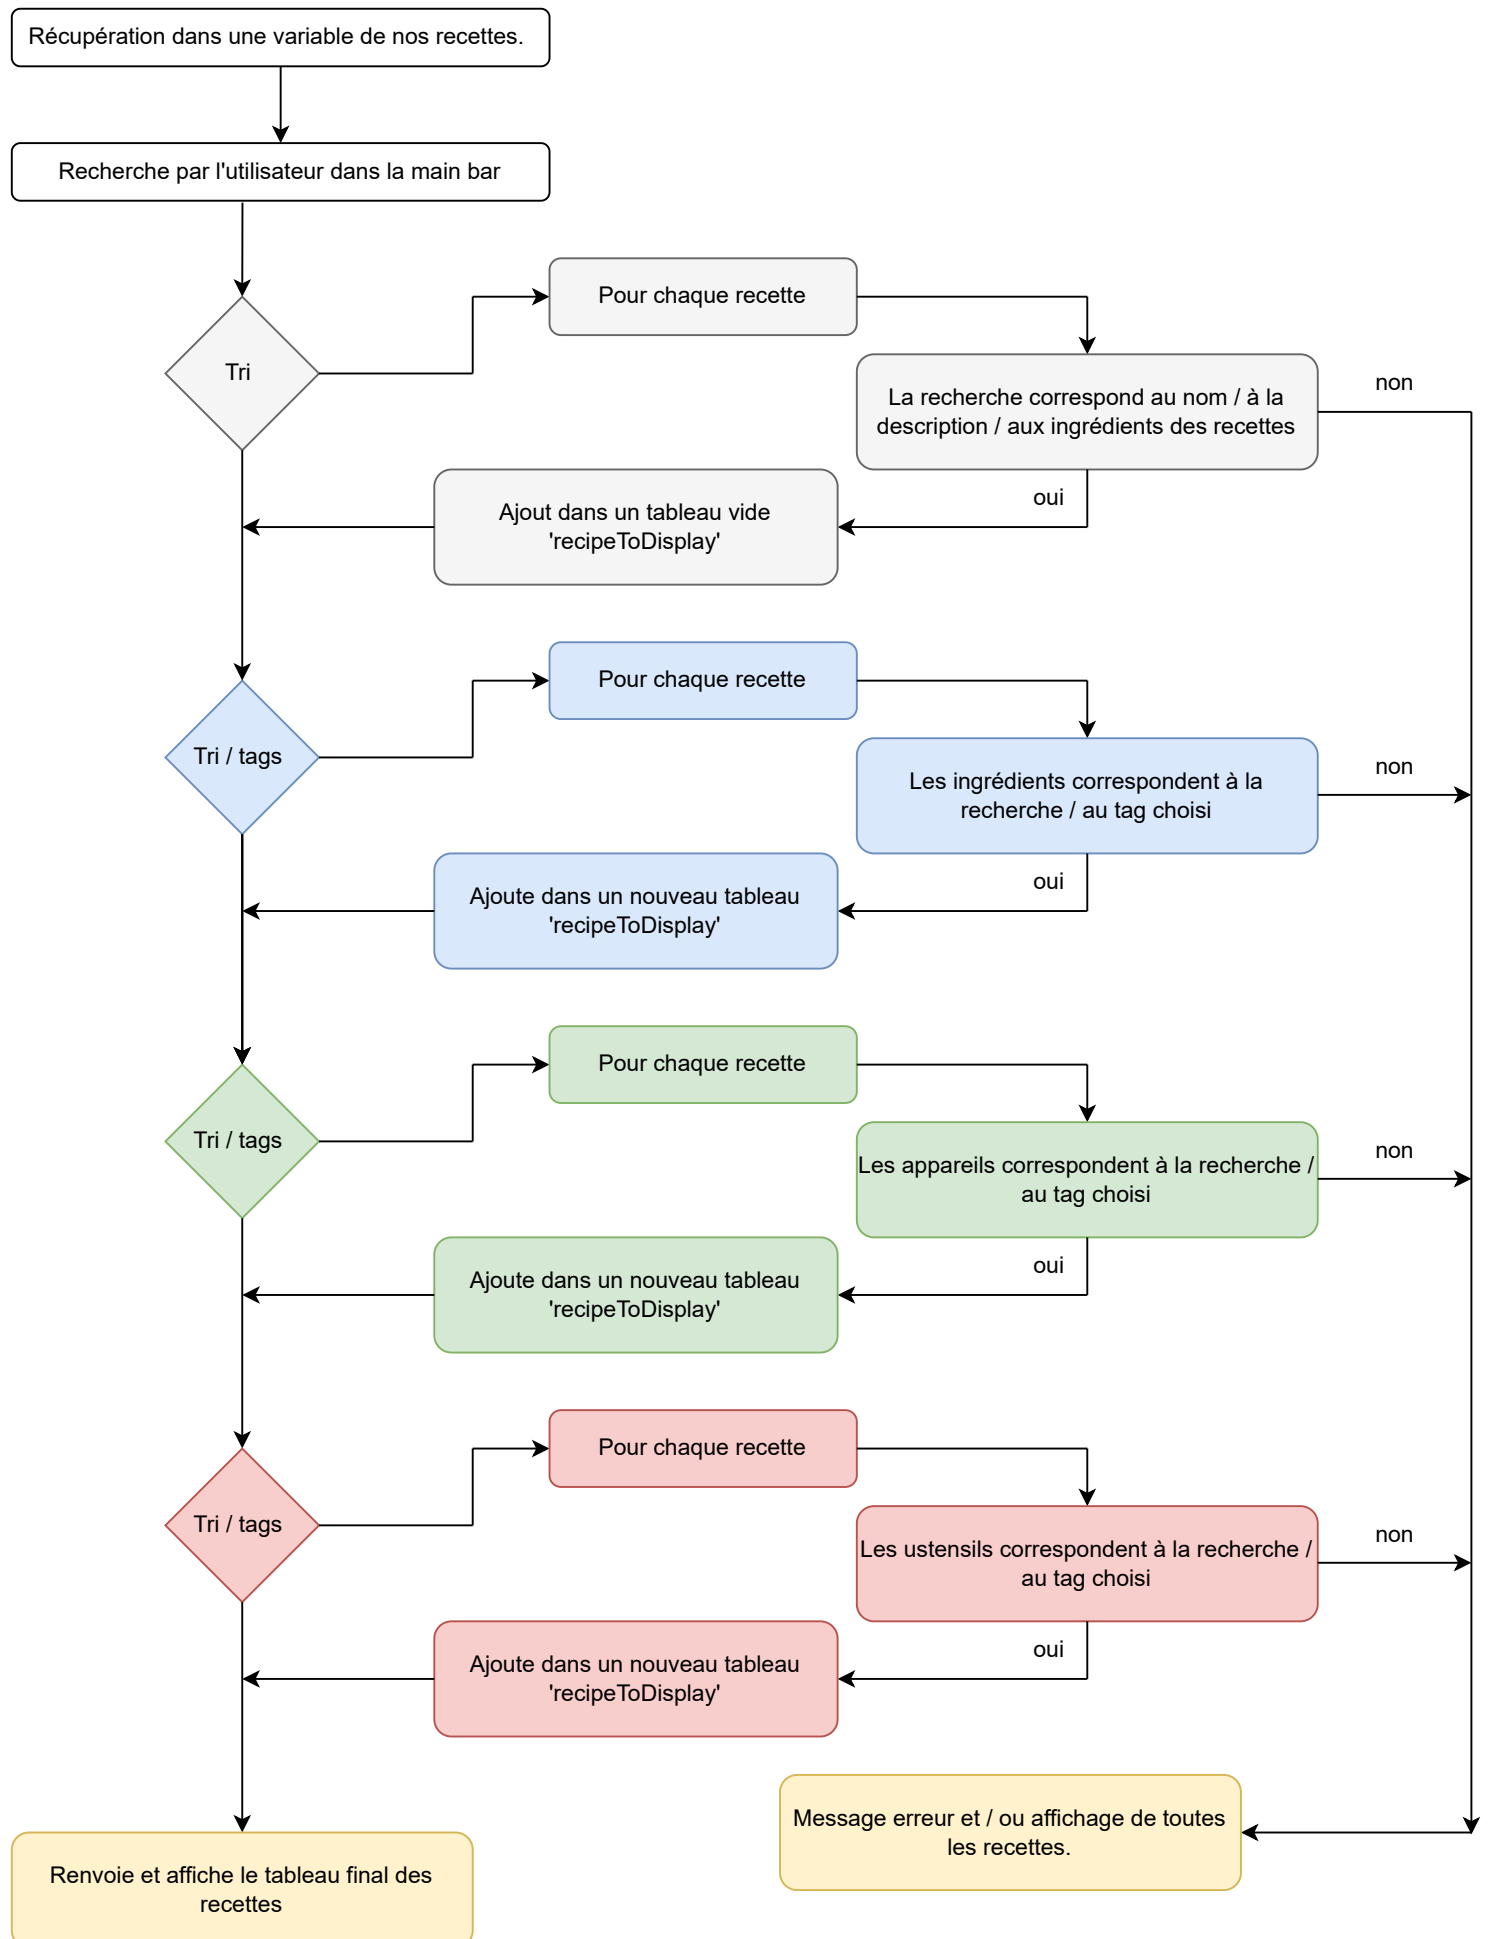 Récupération dans une variable de nos recettes.
Recherche par l'utilisateur dans la main bar
Pour chaque recette
Tri
La recherche correspond au nom / à la
description / aux ingrédients des recettes
non
oui
Ajout dans un tableau vide
'recipeToDisplay'
Pour chaque recette
Tri / tags
Les ingrédients correspondent à la
recherche / au tag choisi
non
oui
Ajoute dans un nouveau tableau
'recipeToDisplay'
Pour chaque recette
Tri / tags
Les appareils correspondent à la recherche /
au tag choisi
non
oui
Ajoute dans un nouveau tableau
'recipeToDisplay'
Pour chaque recette
Tri / tags
Les ustensils correspondent à la recherche /
au tag choisi
non
oui
Ajoute dans un nouveau tableau
'recipeToDisplay'
Message erreur et / ou affichage de toutes
les recettes.
Renvoie et affiche le tableau final des
recettes